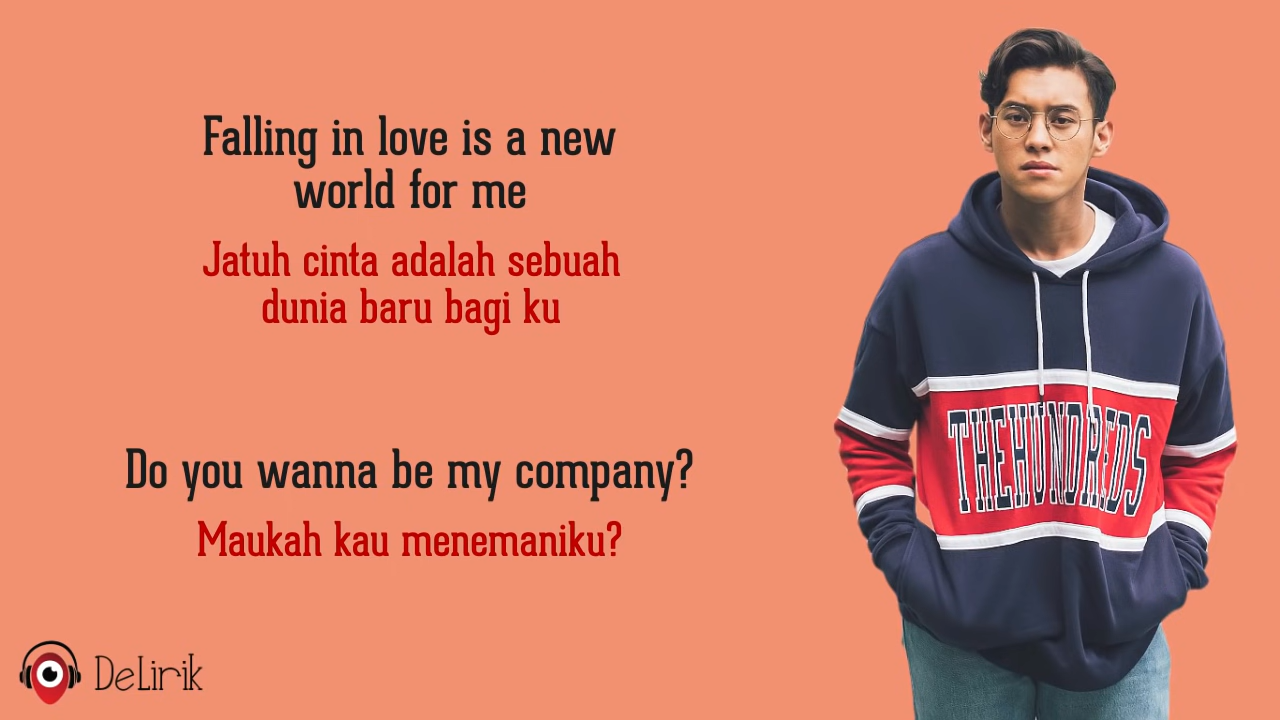 Falling in love is a new
world for me
Jatuh cinta adalah sebuah
dunia baru bagi ku
Do you wanna be my company?
Maukah kau menemaniku?
THEHUNDREDS
DeLirik